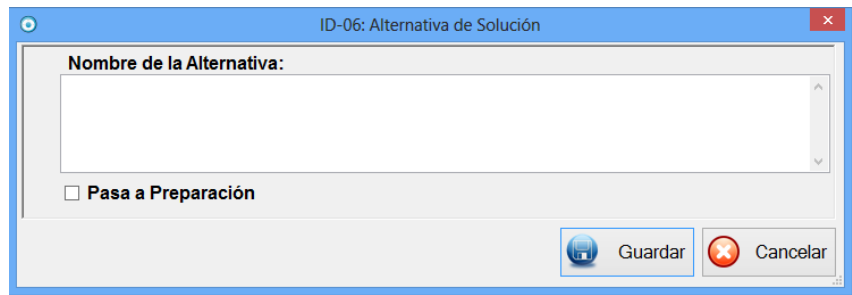 ID-06: Alternativa de Solución
Nombre de la Alternativa:
Pasa a Preparación
Guardar
Cancelar